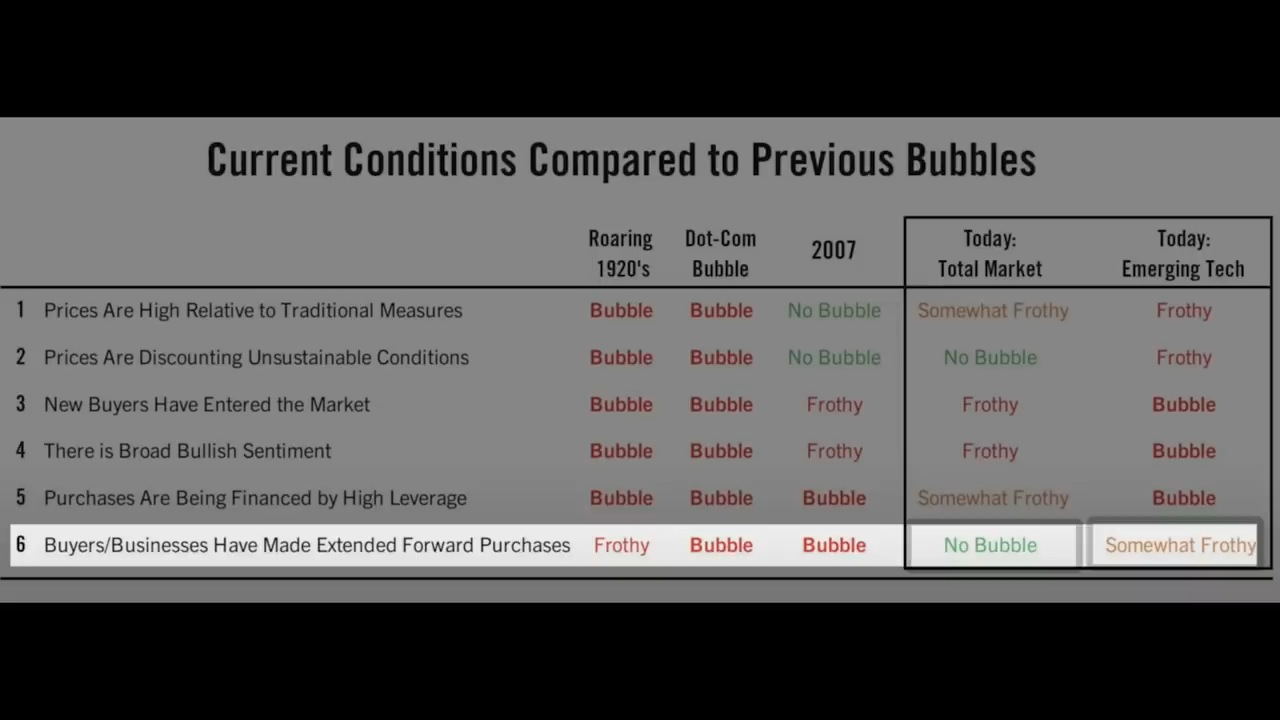 Current Conditions Compared to Previous Bubbles
Roaring 1920's Dot-Com Bubble 2007 Today: Total Market Today: Emerging Tech
1 Prices Are High Relative to Traditional Measures Bubble Bubble No Bubble Somewhat Frothy Frothy
2 Prices Are Discounting Unsustainable Conditions Bubble Bubble No Bubble No Bubble Frothy
3 New Buyers Have Entered the Market Bubble Bubble Frothy Frothy Bubble
4 There is Broad Bullish Sentiment Bubble Bubble Frothy Frothy Bubble
5 Purchases Are Being Financed by High Leverage Bubble Bubble Bubble Somewhat Frothy Bubble
6 Buyers/Businesses Have Made Extended Forward Purchases Frothy Bubble Bubble No Bubble Somewhat Frothy